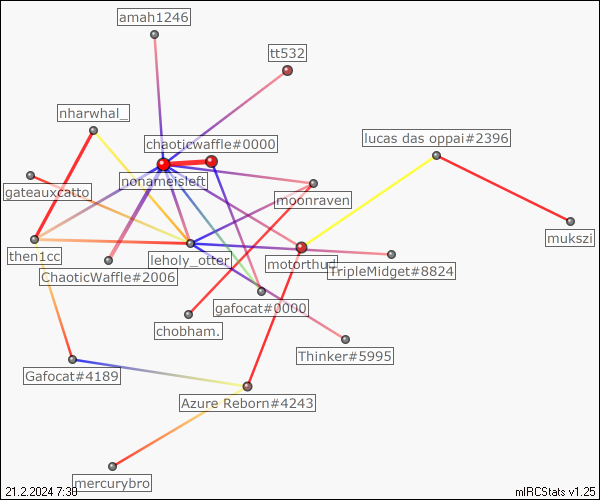 amah1246
tt532
nharwhal_
chaoticwaffle#0000
lucas das oppai#2396
nonameisleft
gateauxcatto
moonraven
mukszi
then1cc
leholy_otter
motorthud
ChaoticWaffle#2006
TripleMidget#8824
gafocat#0000
chobham.
Thinker#5995
Gafocat#4189
Azure Reborn#4243
mercurybro
21.2.2024 7:30
mIRCStats v1.25